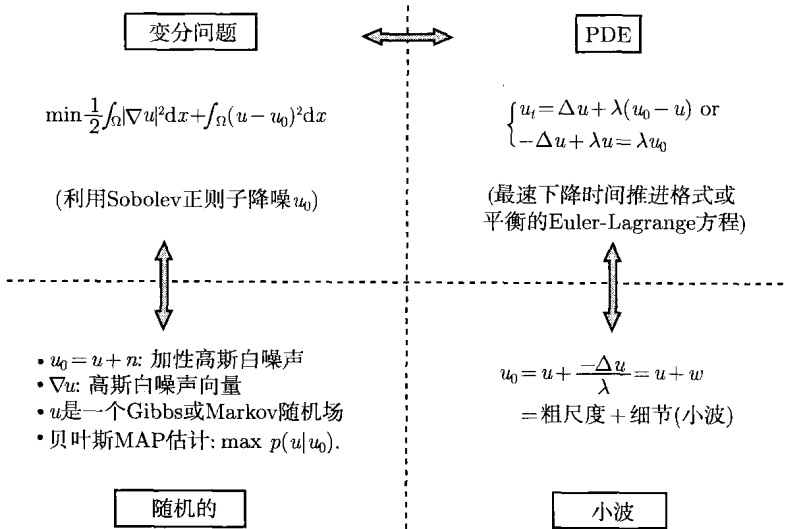 变分问题
PDE
min 1/2 ∫_Ω|∇u|²dx+∫_Ω(u−u₀)²dx
{u_t=Δu+λ(u₀−u) or
−Δu+λu=λu₀
(利用Sobolev正则子降噪u₀)
(最速下降时间推进格式或
平衡的Euler-Lagrange方程)
• u₀=u+n: 加性高斯白噪声
• ∇u: 高斯白噪声向量
• u是一个Gibbs或Markov随机场
• 贝叶斯MAP估计: max p(u|u₀).
u₀=u+(−Δu)/λ=u+w
=粗尺度+细节(小波)
随机的
小波